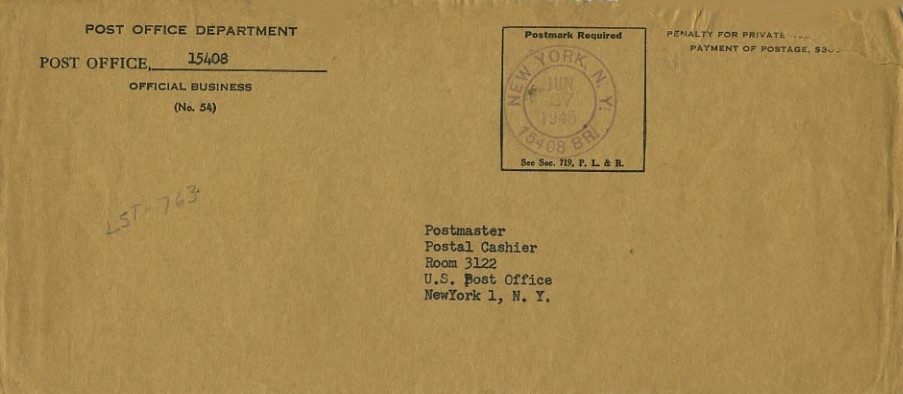 POST OFFICE DEPARTMENT
POST OFFICE, 15408
OFFICIAL BUSINESS
(No. 54)
Postmark Required
NEW YORK, N. Y.
JUN
27
1945
15408 BR.
See Sec. 719, P. L. & R.
PENALTY FOR PRIVATE
PAYMENT OF POSTAGE,
LST-763
Postmaster
Postal Cashier
Room 3122
U.S. Post Office
NewYork 1, N. Y.